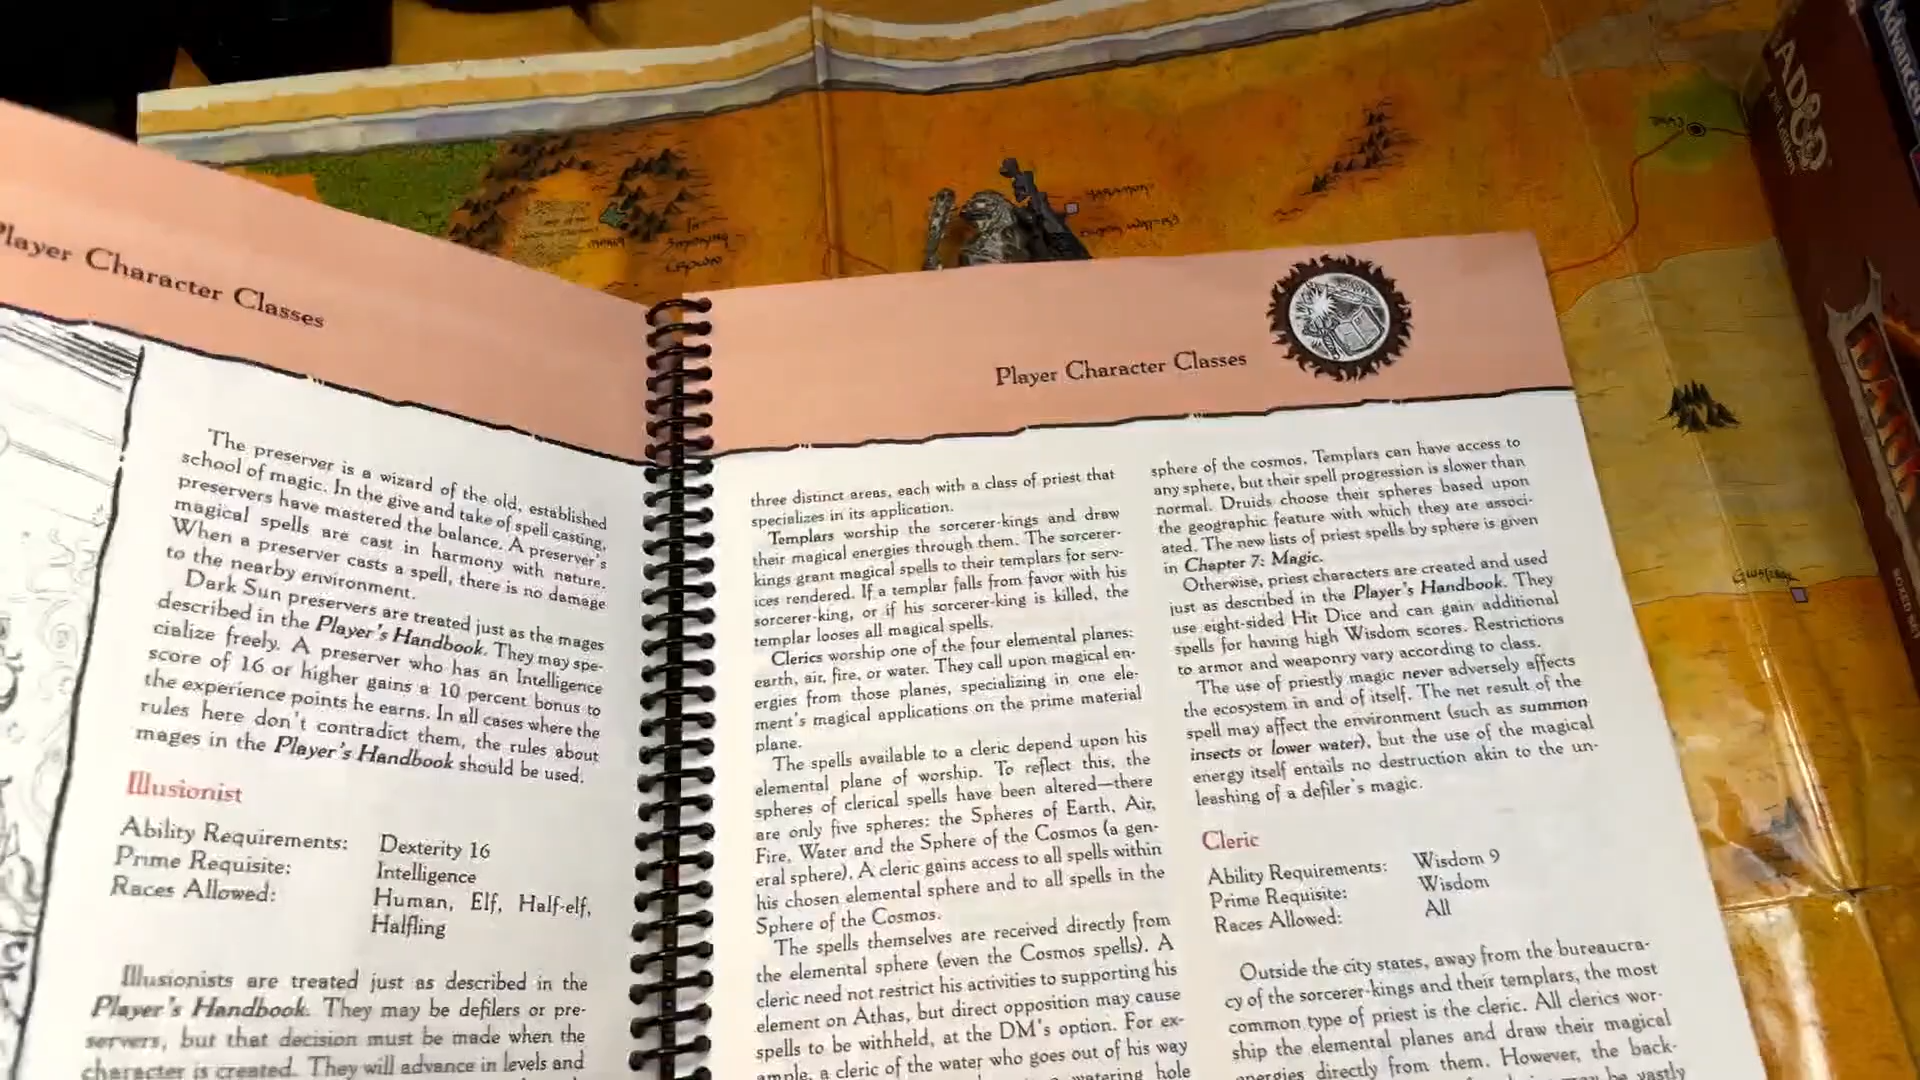 Player Character Classes
The preserver is a wizard of the old, established
school of magic. In the give and take of spell casting,
preservers have mastered the balance. A preserver's
magical spells are cast in harmony with nature.
When a preserver casts a spell, there is no damage
to the nearby environment.
Dark Sun preservers are treated just as the mages
described in the Player's Handbook. They may spe-
cialize freely. A preserver who has an Intelligence
score of 16 or higher gains a 10 percent bonus to
the experience points he earns. In all cases where the
rules here don't contradict them, the rules about
mages in the Player's Handbook should be used.
Illusionist
Ability Requirements: Dexterity 16
Prime Requisite: Intelligence
Races Allowed: Human, Elf, Half-elf,
Halfling
Illusionists are treated just as described in the
Player's Handbook. They may be defilers or pre-
servers, but that decision must be made when the
character is created. They will advance in levels and
Player Character Classes
three distinct areas, each with a class of priest that
specializes in its application.
Templars worship the sorcerer-kings and draw
their magical energies through them. The sorcerer-
kings grant magical spells to their templars for serv-
ices rendered. If a templar falls from favor with his
sorcerer-king, or if his sorcerer-king is killed, the
templar looses all magical spells.
Clerics worship one of the four elemental planes:
earth, air, fire, or water. They call upon magical en-
ergies from those planes, specializing in one ele-
ment's magical applications on the prime material
plane.
The spells available to a cleric depend upon his
elemental plane of worship. To reflect this, the
spheres of clerical spells have been altered—there
are only five spheres: the Spheres of Earth, Air,
Fire, Water and the Sphere of the Cosmos (a gen-
eral sphere). A cleric gains access to all spells within
his chosen elemental sphere and to all spells in the
Sphere of the Cosmos.
The spells themselves are received directly from
the elemental sphere (even the Cosmos spells). A
cleric need not restrict his activities to supporting his
element on Athas, but direct opposition may cause
spells to be withheld, at the DM's option. For ex-
ample, a cleric of the water who goes out of his way
watering hole
sphere of the cosmos. Templars can have access to
any sphere, but their spell progression is slower than
normal. Druids choose their spheres based upon
the geographic feature with which they are associ-
ated. The new lists of priest spells by sphere is given
in Chapter 7: Magic.
Otherwise, priest characters are created and used
just as described in the Player's Handbook. They
use eight-sided Hit Dice and can gain additional
spells for having high Wisdom scores. Restrictions
to armor and weaponry vary according to class.
The use of priestly magic never adversely affects
the ecosystem in and of itself. The net result of the
spell may affect the environment (such as summon
insects or lower water), but the use of the magical
energy itself entails no destruction akin to the un-
leashing of a defiler's magic.
Cleric
Ability Requirements: Wisdom 9
Prime Requisite: Wisdom
Races Allowed: All
Outside the city states, away from the bureaucra-
cy of the sorcerer-kings and their templars, the most
common type of priest is the cleric. All clerics wor-
ship the elemental planes and draw their magical
energies directly from them. However, the back-
be vastly
Crown
Advanced
AD&D
2nd Edition
DARK
BOXED SET